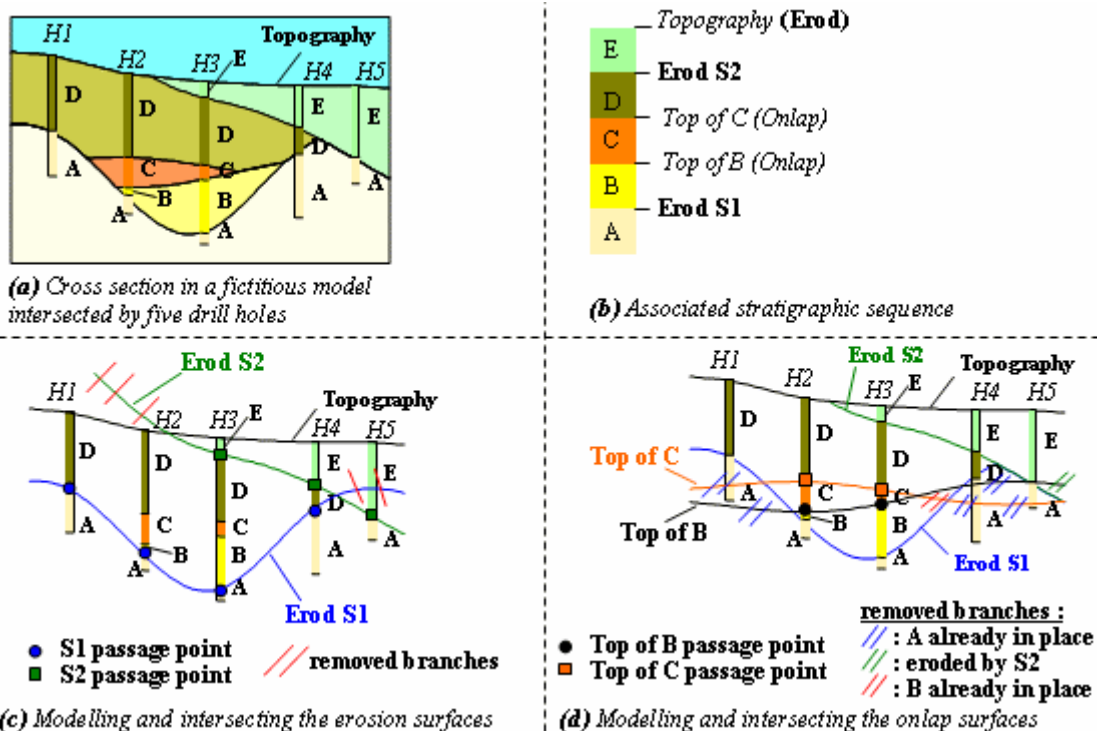 H1
Topography
H2
H3
E
H4
H5
D
D
D
E
E
A
C
C
D
B
B
A
A
A
A
A
(a) Cross section in a fictitious model
intersected by five drill holes
Topography (Erod)
E
Erod S2
D
Top of C (Onlap)
C
Top of B (Onlap)
B
Erod S1
A
(b) Associated stratigraphic sequence
Erod S2
H1
H2
H3
E
Topography
H4
H5
D
D
D
E
E
D
A
C
C
B
B
A
A
A
A
A
Erod S1
S1 passage point
S2 passage point
removed branches
(c) Modelling and intersecting the erosion surfaces
Erod S2
H1
H2
H3
E
Topography
H4
H5
D
D
D
E
E
D
Top of C
A
C
C
A
A
Top of B
B
B
A
A
Erod S1
Top of B passage point
Top of C passage point
removed branches :
: A already in place
: eroded by S2
: B already in place
(d) Modelling and intersecting the onlap surfaces